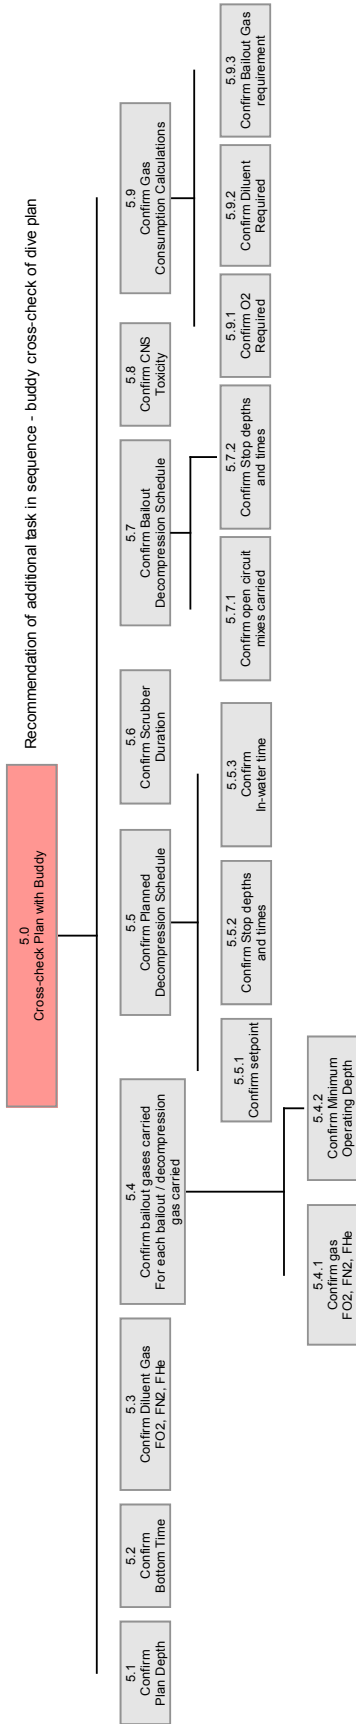 5.0
Cross-check Plan with Buddy
Recommendation of additional task in sequence - buddy cross-check of dive plan
5.1
Confirm
Plan Depth
5.2
Confirm
Bottom Time
5.3
Confirm Diluent Gas
FO2, FN2, FHe
5.4
Confirm bailout gases carried
For each bailout / decompression
gas carried
5.5
Confirm Planned
Decompression Schedule
5.6
Confirm Scrubber
Duration
5.7
Confirm Bailout
Decompression Schedule
5.8
Confirm CNS
Toxicity
5.9
Confirm Gas
Consumption Calculations
5.5.1
Confirm setpoint
5.5.2
Confirm Stop depths
and times
5.5.3
Confirm
In-water time
5.7.1
Confirm open circuit
mixes carried
5.7.2
Confirm Stop depths
and times
5.9.1
Confirm O2
Required
5.9.2
Confirm Diluent
Required
5.9.3
Confirm Bailout Gas
requirement
5.4.1
Confirm gas
FO2, FN2, FHe
5.4.2
Confirm Minimum
Operating Depth